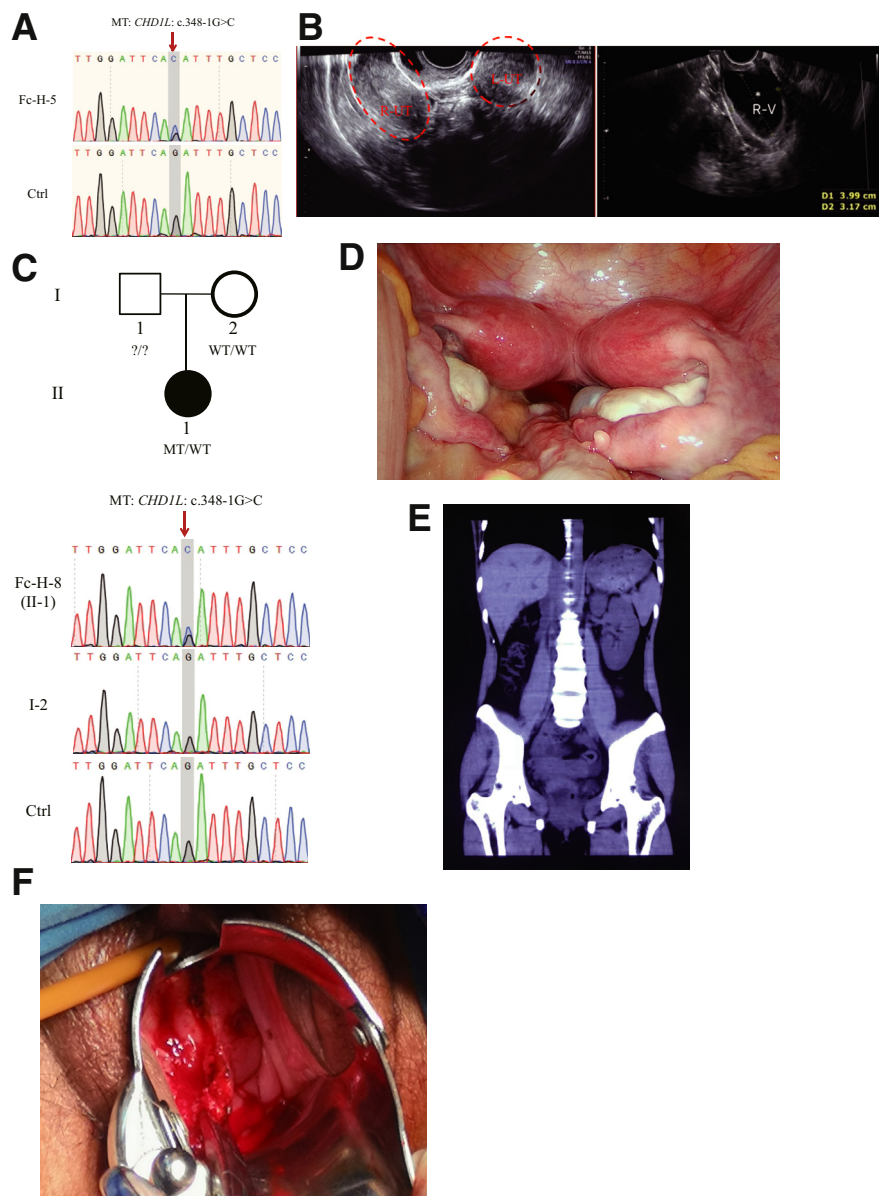 A
MT: CHD1L: c.348-1G>C
T T G G A T T C A C A T T T G C T C C
Fc-H-5
T T G G A T T C A G A T T T G C T C C
Ctrl
B
R-UT
L-UT
R-V
D1 3.99 cm
D2 3.17 cm
C
I
1
2
?/?
WT/WT
II
1
MT/WT
MT: CHD1L: c.348-1G>C
T T G G A T T C A C A T T T G C T C C
Fc-H-8
(II-1)
T T G G A T T C A G A T T T G C T C C
I-2
T T G G A T T C A G A T T T G C T C C
Ctrl
D
E
F